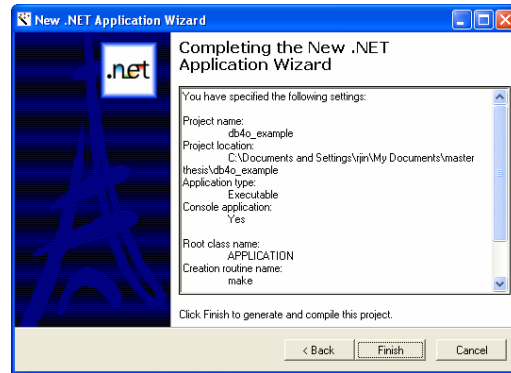 New .NET Application Wizard
.net
Completing the New .NET
Application Wizard
You have specified the following settings:
Project name:
db4o_example
Project location:
C:\Documents and Settings\rjin\My Documents\master
thesis\db4o_example
Application type:
Executable
Console application:
Yes
Root class name:
APPLICATION
Creation routine name:
make
Click Finish to generate and compile this project.
< Back
Finish
Cancel